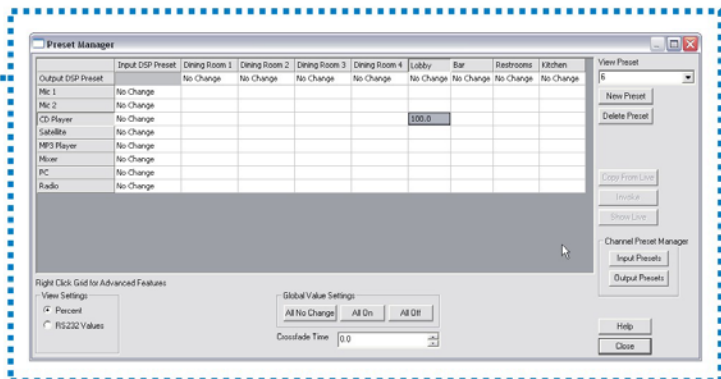 Preset Manager
Input DSP Preset Dining Room 1 Dining Room 2 Dining Room 3 Dining Room 4 Lobby Bar Restrooms Kitchen
Output DSP Preset No Change No Change No Change No Change No Change No Change No Change No Change
Mic 1 No Change
Mic 2 No Change
CD Player No Change 100.0
Satellite No Change
MP3 Player No Change
Mixer No Change
PC No Change
Radio No Change
View Preset
6
New Preset
Delete Preset
Copy From Live
Invoke
Show Live
Channel Preset Manager
Input Presets
Output Presets
Right Click Grid for Advanced Features
View Settings
Percent
RS232 Values
Global Value Settings
All No Change All On All Off
Crossfade Time 0.0
Help
Close